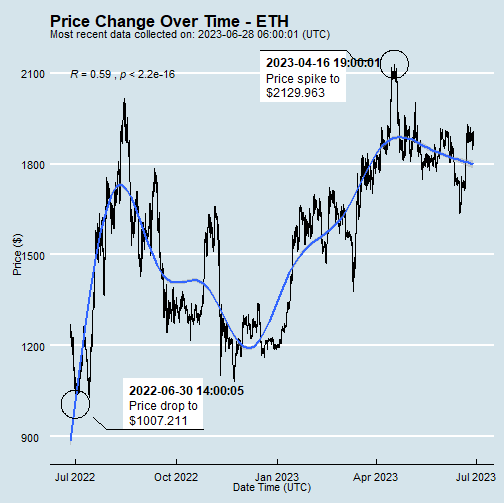 Price Change Over Time - ETH
Most recent data collected on: 2023-06-28 06:00:01 (UTC)
R = 0.59 , p < 2.2e-16
2023-04-16 19:00:01
Price spike to
$2129.963
2100
1800
1500
1200
900
Price ($)
2022-06-30 14:00:05
Price drop to
$1007.211
Jul 2022
Oct 2022
Jan 2023
Apr 2023
Jul 2023
Date Time (UTC)